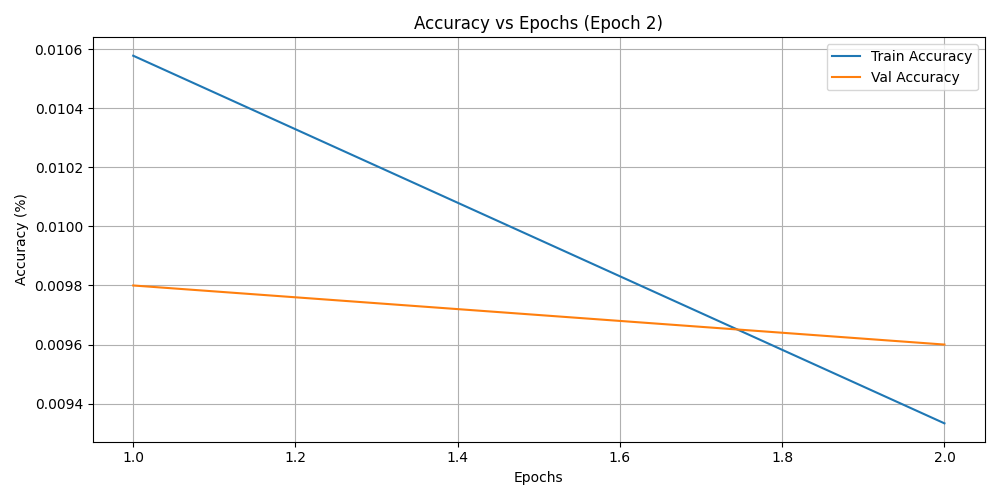 Accuracy vs Epochs (Epoch 2)
Train Accuracy
Val Accuracy
Accuracy (%)
0.0106
0.0104
0.0102
0.0100
0.0098
0.0096
0.0094
1.0 1.2 1.4 1.6 1.8 2.0
Epochs